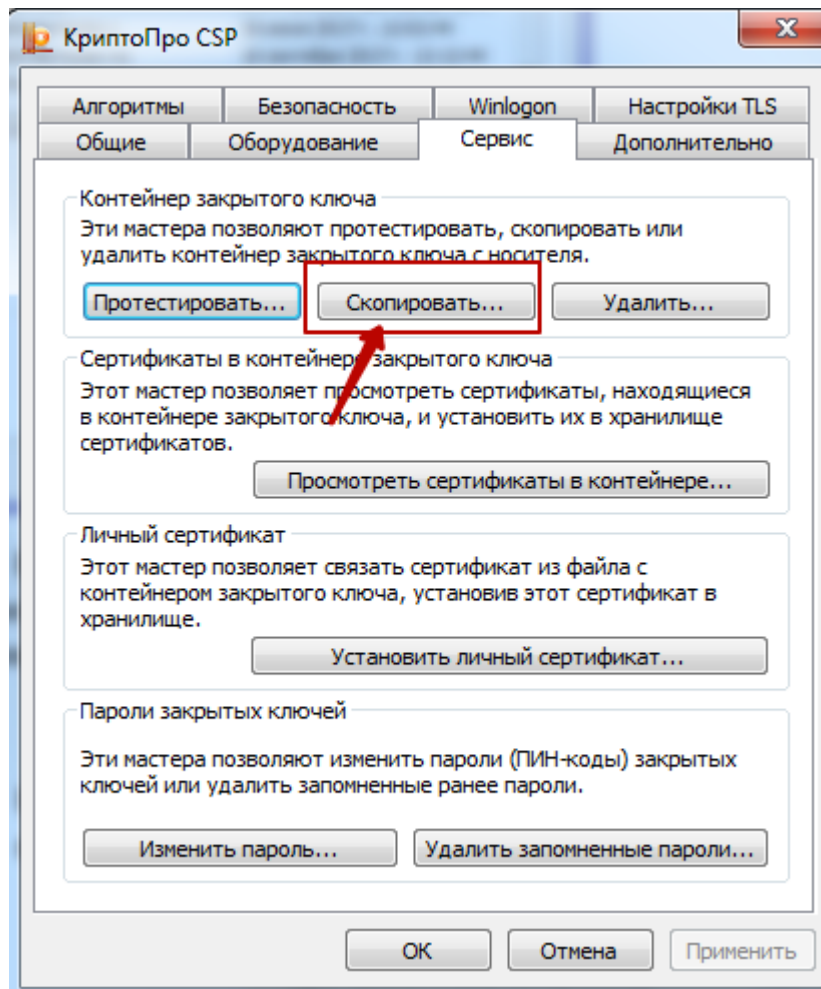 КриптоПро CSP
Алгоритмы Безопасность Winlogon Настройки TLS
Общие Оборудование Сервис Дополнительно
Контейнер закрытого ключа
Эти мастера позволяют протестировать, скопировать или
удалить контейнер закрытого ключа с носителя.
Протестировать... Скопировать... Удалить...
Сертификаты в контейнере закрытого ключа
Этот мастер позволяет просмотреть сертификаты, находящиеся
в контейнере закрытого ключа, и установить их в хранилище
сертификатов.
Просмотреть сертификаты в контейнере...
Личный сертификат
Этот мастер позволяет связать сертификат из файла с
контейнером закрытого ключа, установив этот сертификат в
хранилище.
Установить личный сертификат...
Пароли закрытых ключей
Эти мастера позволяют изменить пароли (ПИН-коды) закрытых
ключей или удалить запомненные ранее пароли.
Изменить пароль... Удалить запомненные пароли...
ОК Отмена Применить